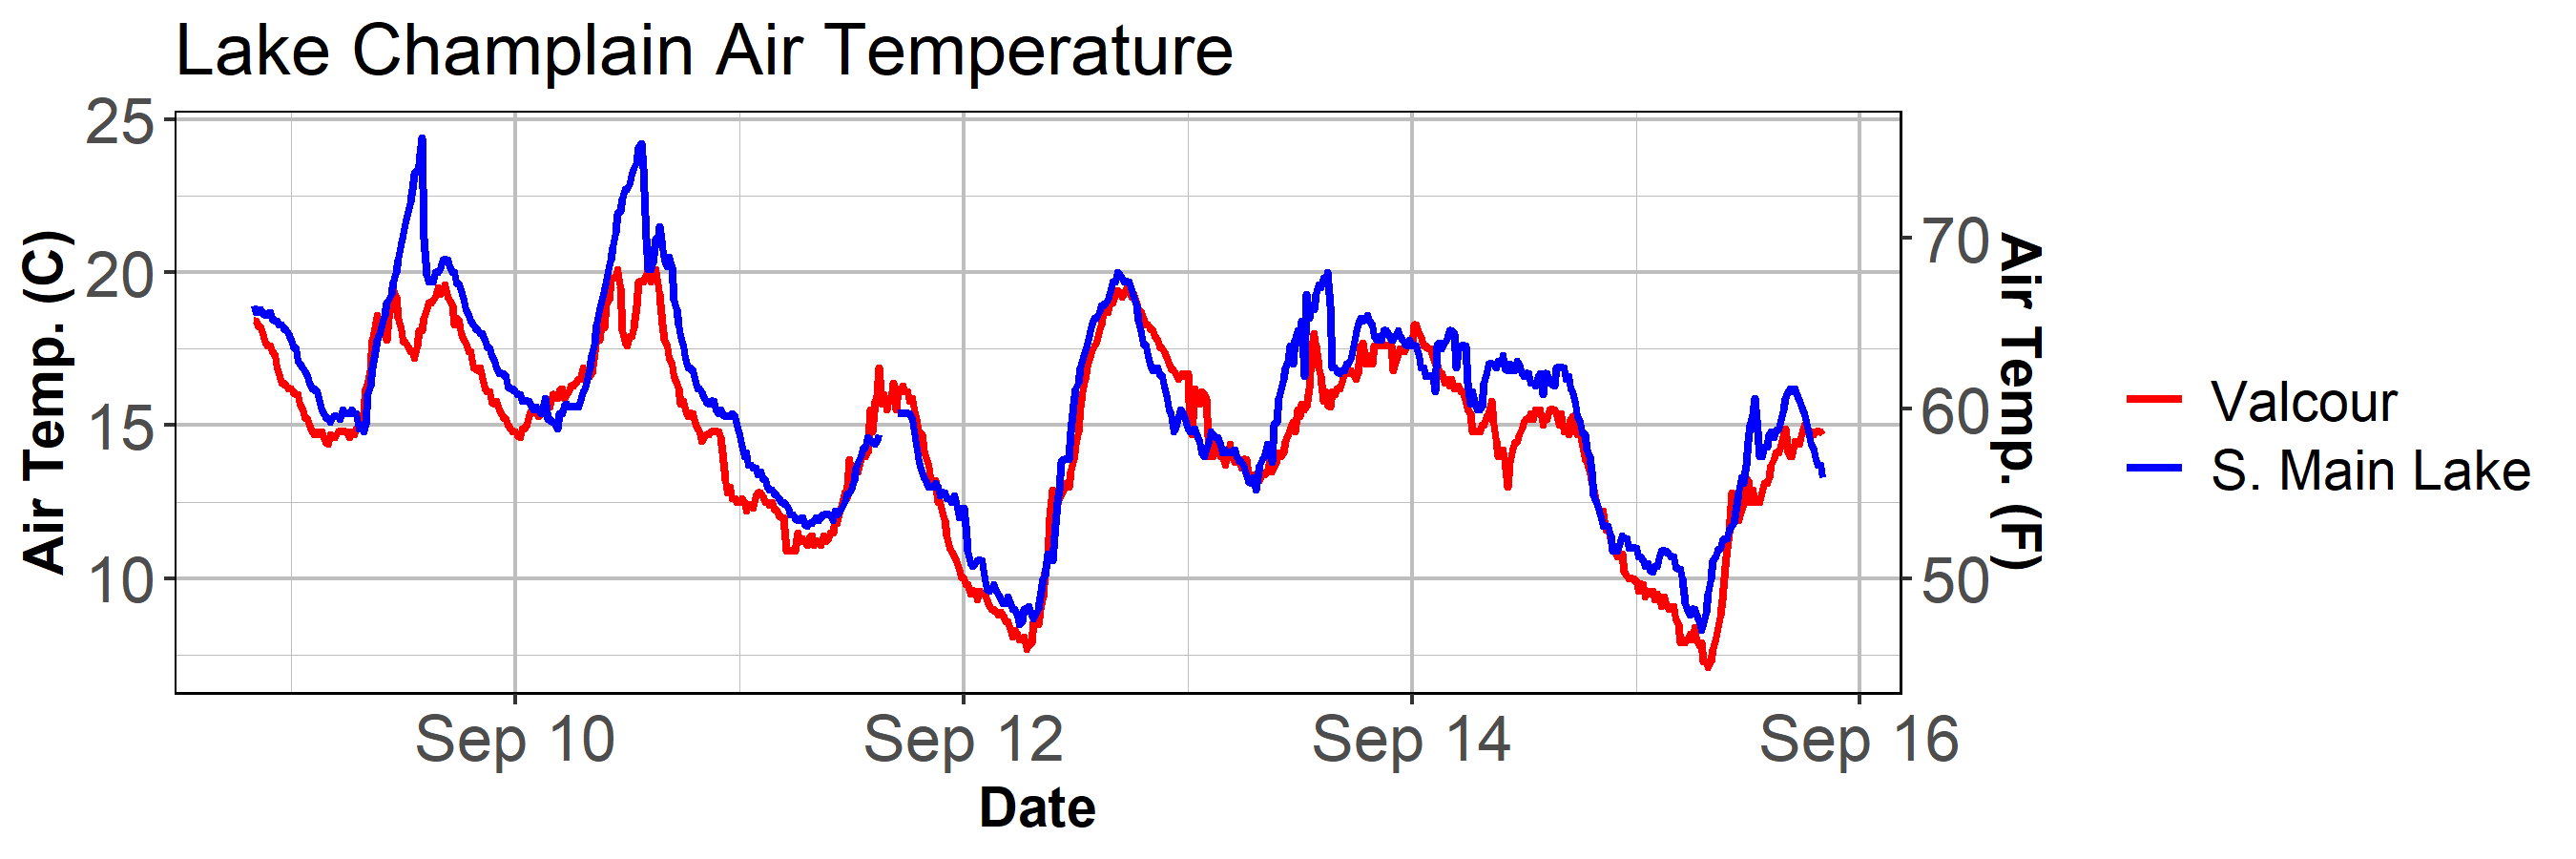 Lake Champlain Air Temperature
25
20
15
10
Air Temp. (C)
70
60
50
Air Temp. (F)
Sep 10
Sep 12
Sep 14
Sep 16
Date
Valcour
S. Main Lake